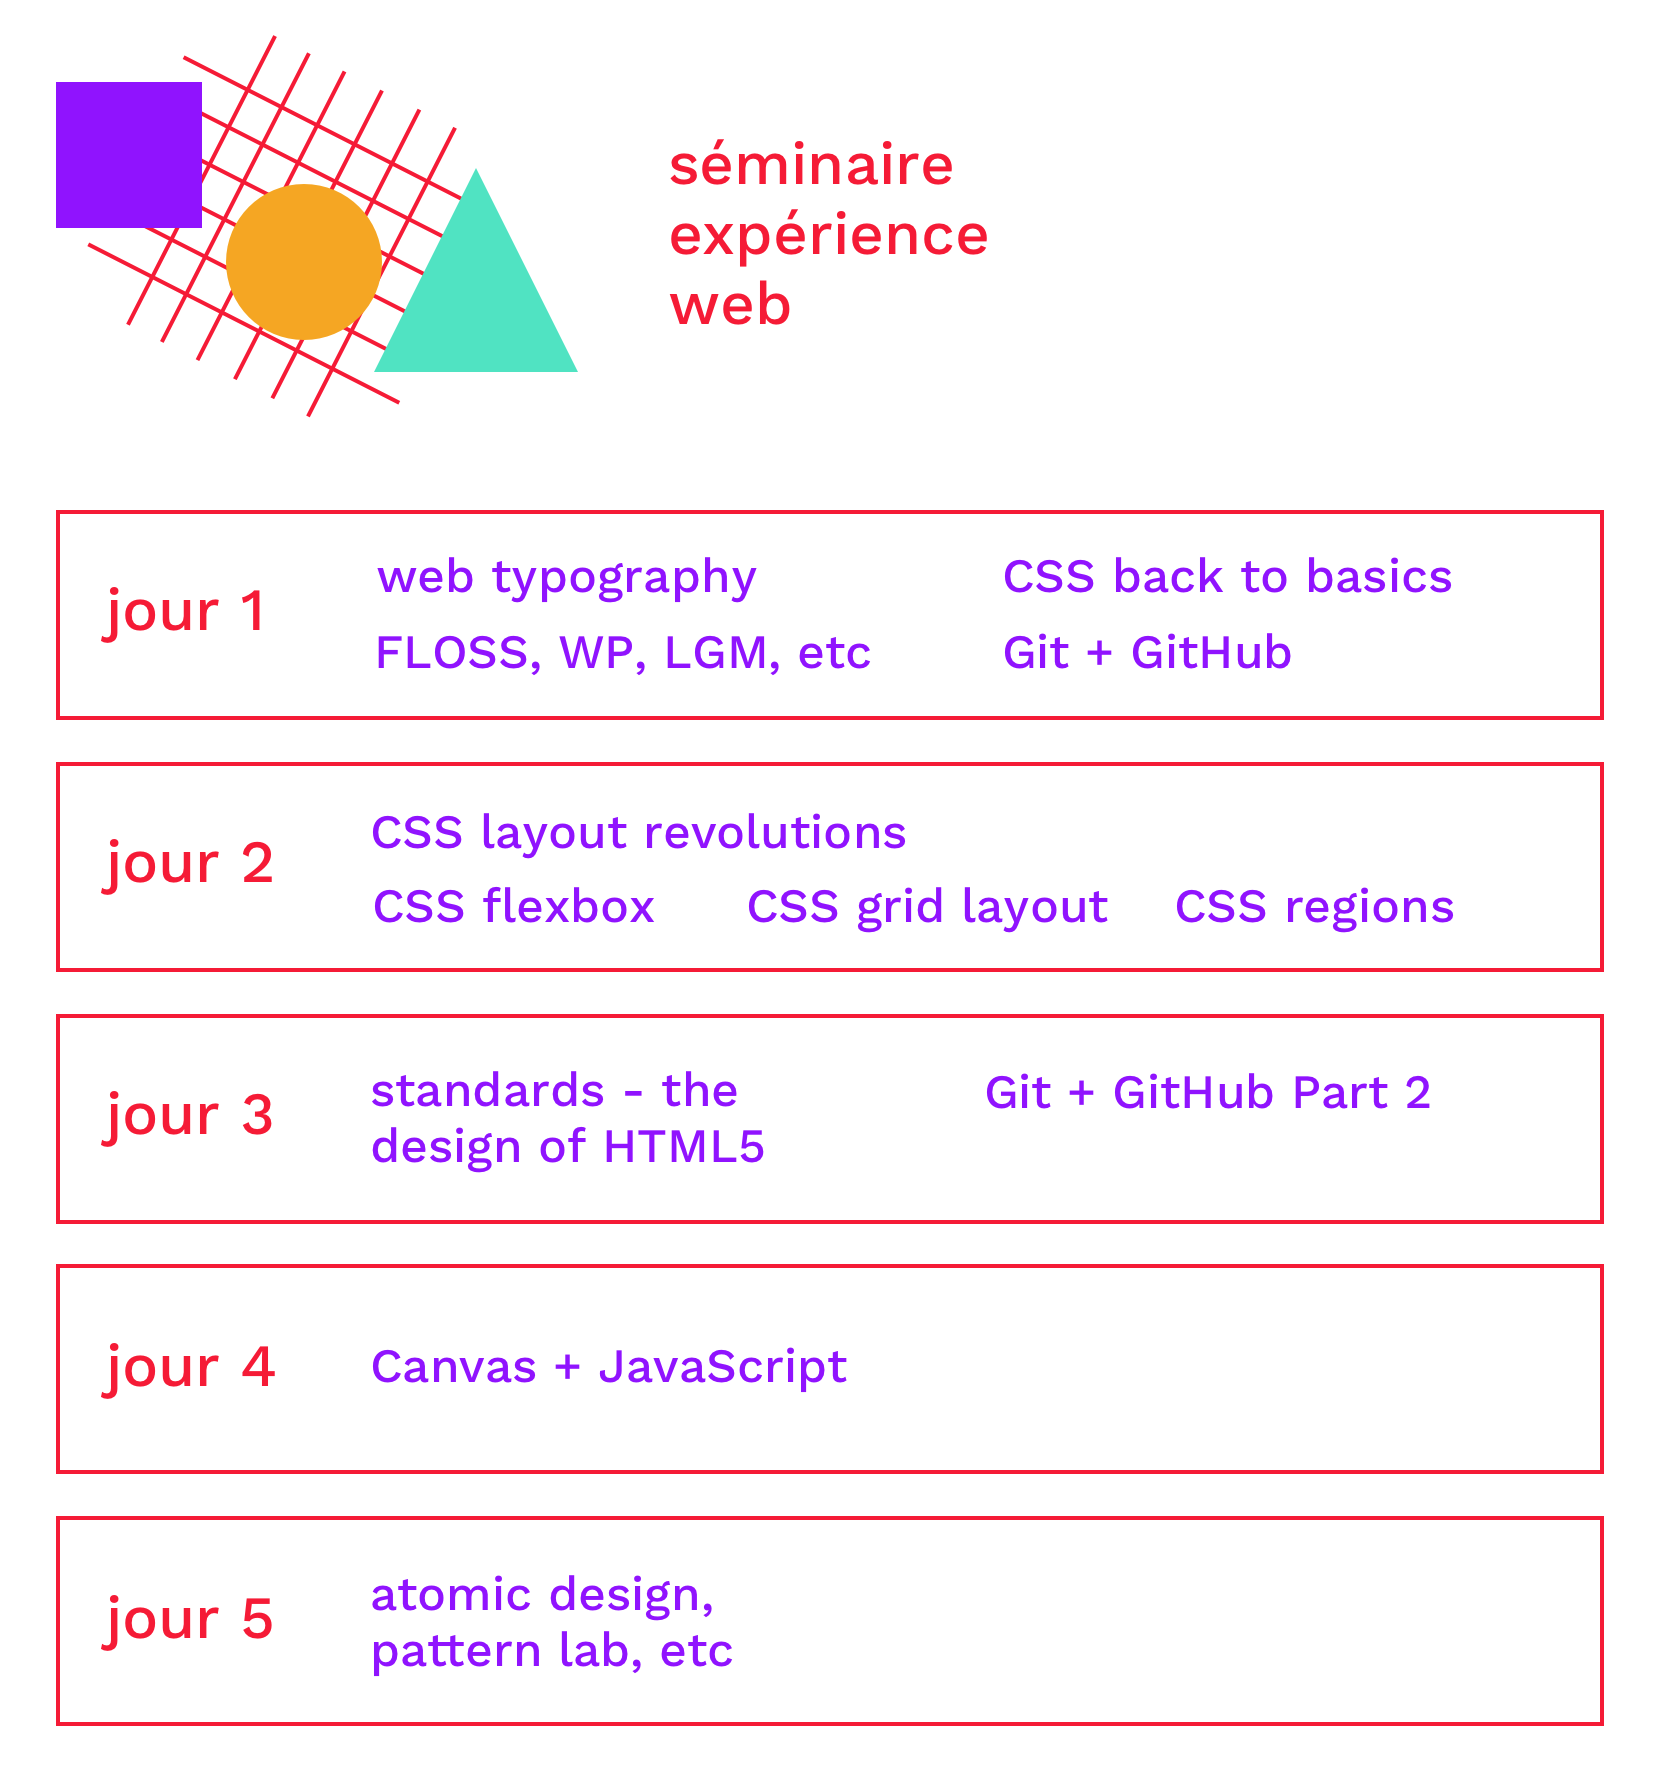 séminaire
expérience
web
jour 1
web typography
CSS back to basics
FLOSS, WP, LGM, etc
Git + GitHub
jour 2
CSS layout revolutions
CSS flexbox
CSS grid layout
CSS regions
jour 3
standards - the
design of HTML5
Git + GitHub Part 2
jour 4
Canvas + JavaScript
jour 5
atomic design,
pattern lab, etc